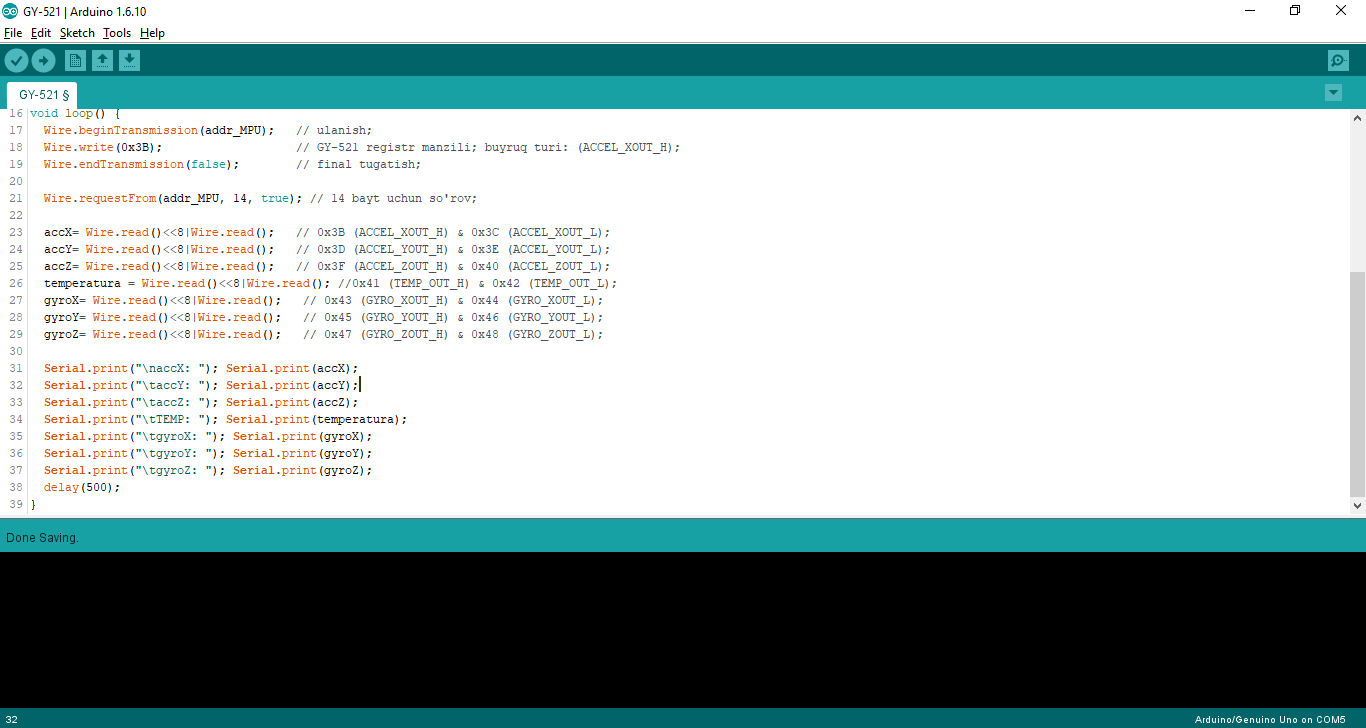 GY-521 | Arduino 1.6.10
File Edit Sketch Tools Help
GY-521 §
16 void loop() {
17 Wire.beginTransmission(addr_MPU); // ulanish;
18 Wire.write(0x3B); // GY-521 registr manzili; buyruq turi: (ACCEL_XOUT_H);
19 Wire.endTransmission(false); // final tugatish;
20
21 Wire.requestFrom(addr_MPU, 14, true); // 14 bayt uchun so'rov;
22
23 accX= Wire.read()<<8|Wire.read(); // 0x3B (ACCEL_XOUT_H) & 0x3C (ACCEL_XOUT_L);
24 accY= Wire.read()<<8|Wire.read(); // 0x3D (ACCEL_YOUT_H) & 0x3E (ACCEL_YOUT_L);
25 accZ= Wire.read()<<8|Wire.read(); // 0x3F (ACCEL_ZOUT_H) & 0x40 (ACCEL_ZOUT_L);
26 temperatura = Wire.read()<<8|Wire.read(); //0x41 (TEMP_OUT_H) & 0x42 (TEMP_OUT_L);
27 gyroX= Wire.read()<<8|Wire.read(); // 0x43 (GYRO_XOUT_H) & 0x44 (GYRO_XOUT_L);
28 gyroY= Wire.read()<<8|Wire.read(); // 0x45 (GYRO_YOUT_H) & 0x46 (GYRO_YOUT_L);
29 gyroZ= Wire.read()<<8|Wire.read(); // 0x47 (GYRO_ZOUT_H) & 0x48 (GYRO_ZOUT_L);
30
31 Serial.print("\naccX: "); Serial.print(accX);
32 Serial.print("\taccY: "); Serial.print(accY);
33 Serial.print("\taccZ: "); Serial.print(accZ);
34 Serial.print("\tTEMP: "); Serial.print(temperatura);
35 Serial.print("\tgyroX: "); Serial.print(gyroX);
36 Serial.print("\tgyroY: "); Serial.print(gyroY);
37 Serial.print("\tgyroZ: "); Serial.print(gyroZ);
38 delay(500);
39 }
Done Saving.
32 Arduino/Genuino Uno on COM5